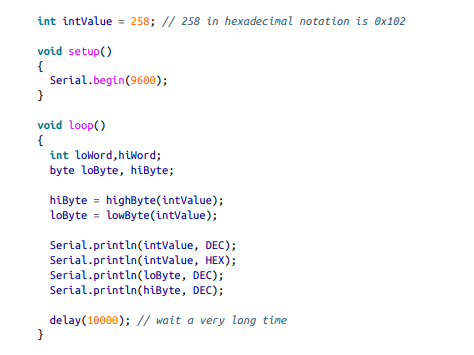 int intValue = 258; // 258 in hexadecimal notation is 0x102
void setup()
{
Serial.begin(9600);
}
void loop()
{
int loWord,hiWord;
byte loByte, hiByte;
hiByte = highByte(intValue);
loByte = lowByte(intValue);
Serial.println(intValue, DEC);
Serial.println(intValue, HEX);
Serial.println(loByte, DEC);
Serial.println(hiByte, DEC);
delay(10000); // wait a very long time
}